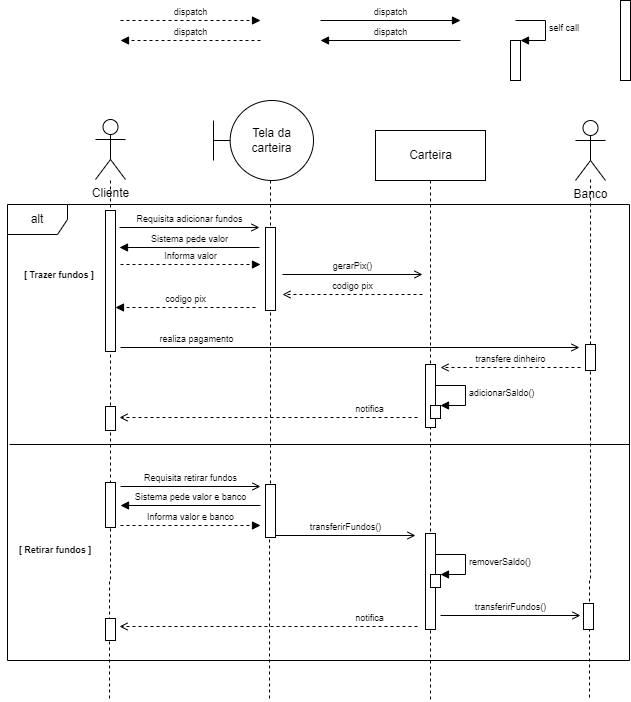 dispatch
dispatch
dispatch
dispatch
self call
Tela da
carteira
Carteira
Cliente
Banco
alt
Requisita adicionar fundos
Sistema pede valor
Informa valor
[ Trazer fundos ]
gerarPix()
codigo pix
codigo pix
realiza pagamento
transfere dinheiro
adicionarSaldo()
notifica
Requisita retirar fundos
Sistema pede valor e banco
Informa valor e banco
transferirFundos()
[ Retirar fundos ]
removerSaldo()
transferirFundos()
notifica